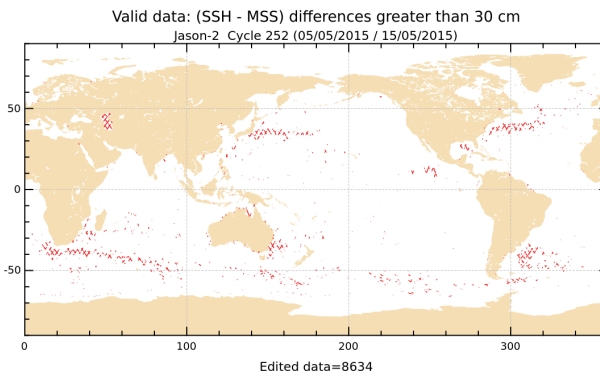 Valid data: (SSH - MSS) differences greater than 30 cm
Jason-2  Cycle 252 (05/05/2015 / 15/05/2015)
50
0
-50
0
100
200
300
Edited data=8634